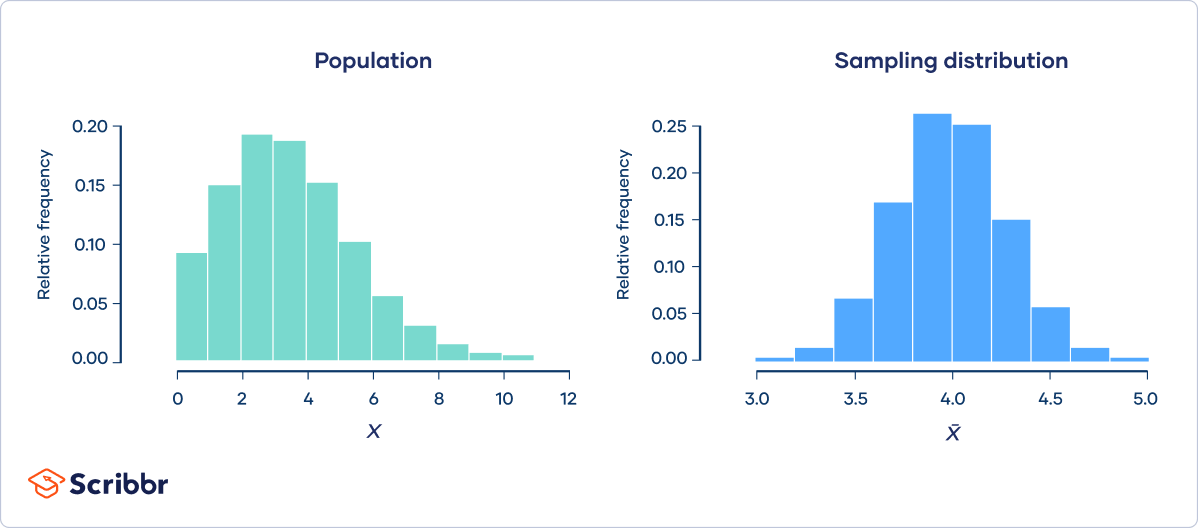 Population
Relative frequency
0.20
0.15
0.10
0.05
0.00
0 2 4 6 8 10 12
x
Sampling distribution
Relative frequency
0.25
0.20
0.15
0.10
0.05
0.00
3.0 3.5 4.0 4.5 5.0
x̄
Scribbr